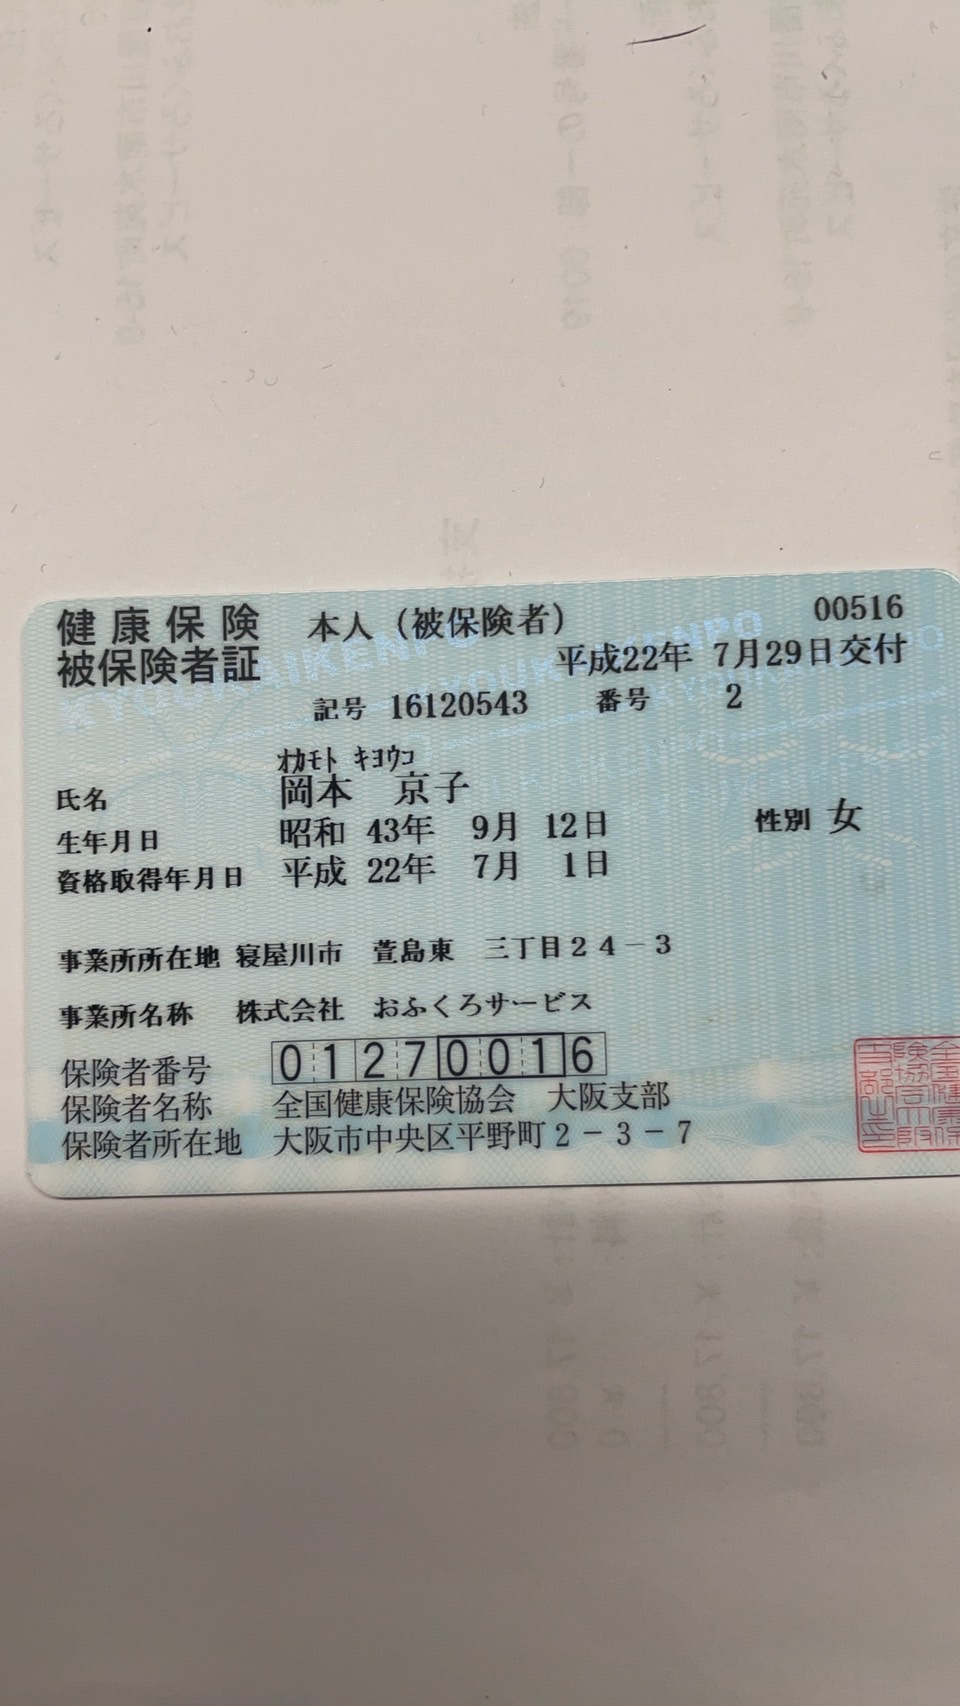 健康保険 本人（被保険者） 00516
被保険者証 平成22年 7月29日交付
記号 16120543 番号 2
ｵｶﾓﾄ ｷﾖｳｺ
氏名 岡本 京子
生年月日 昭和 43年 9月 12日 性別 女
資格取得年月日 平成 22年 7月 1日
事業所所在地 寝屋川市 萱島東 三丁目２４－３
事業所名称 株式会社 おふくろサービス
保険者番号 01270016
保険者名称 全国健康保険協会 大阪支部
保険者所在地 大阪市中央区平野町２－３－７